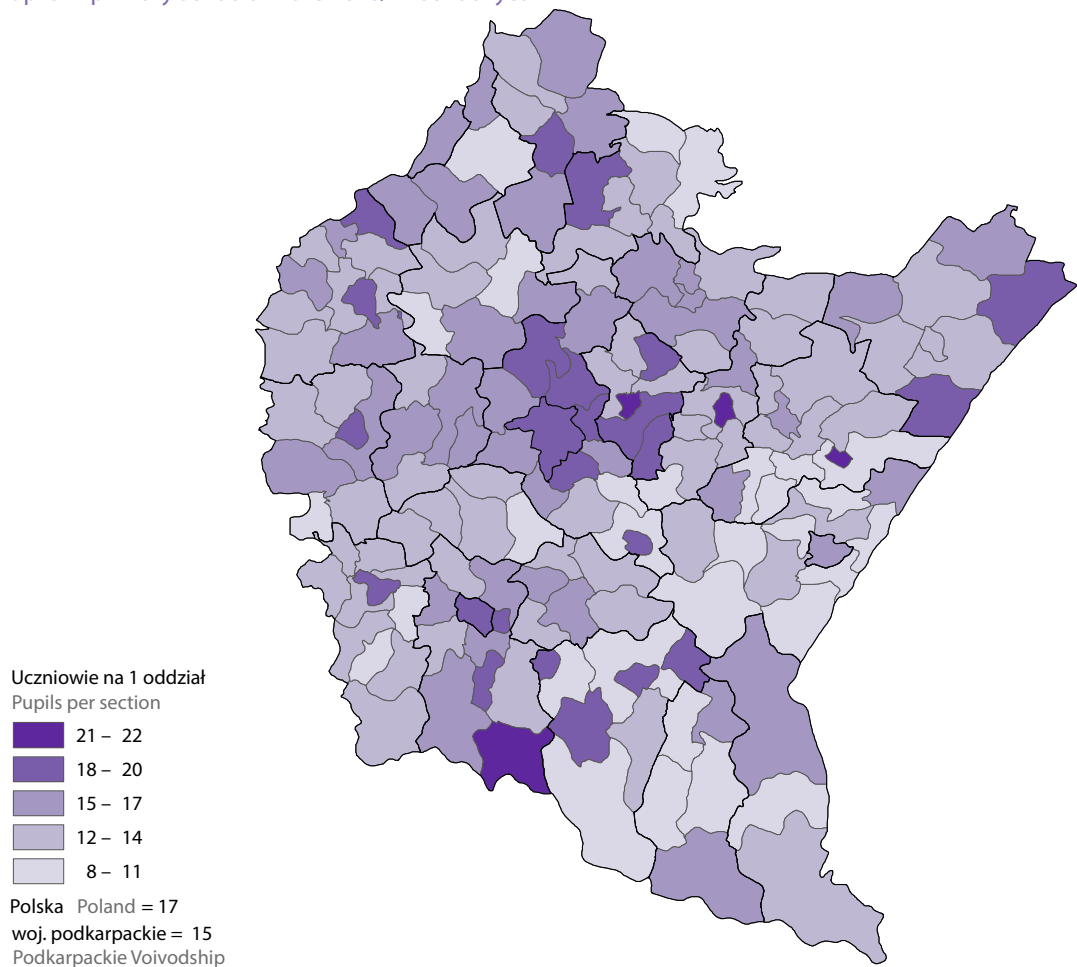 Uczniowie na 1 oddział
Pupils per section
21 – 22
18 – 20
15 – 17
12 – 14
8 – 11
Polska Poland = 17
woj. podkarpackie = 15
Podkarpackie Voivodship